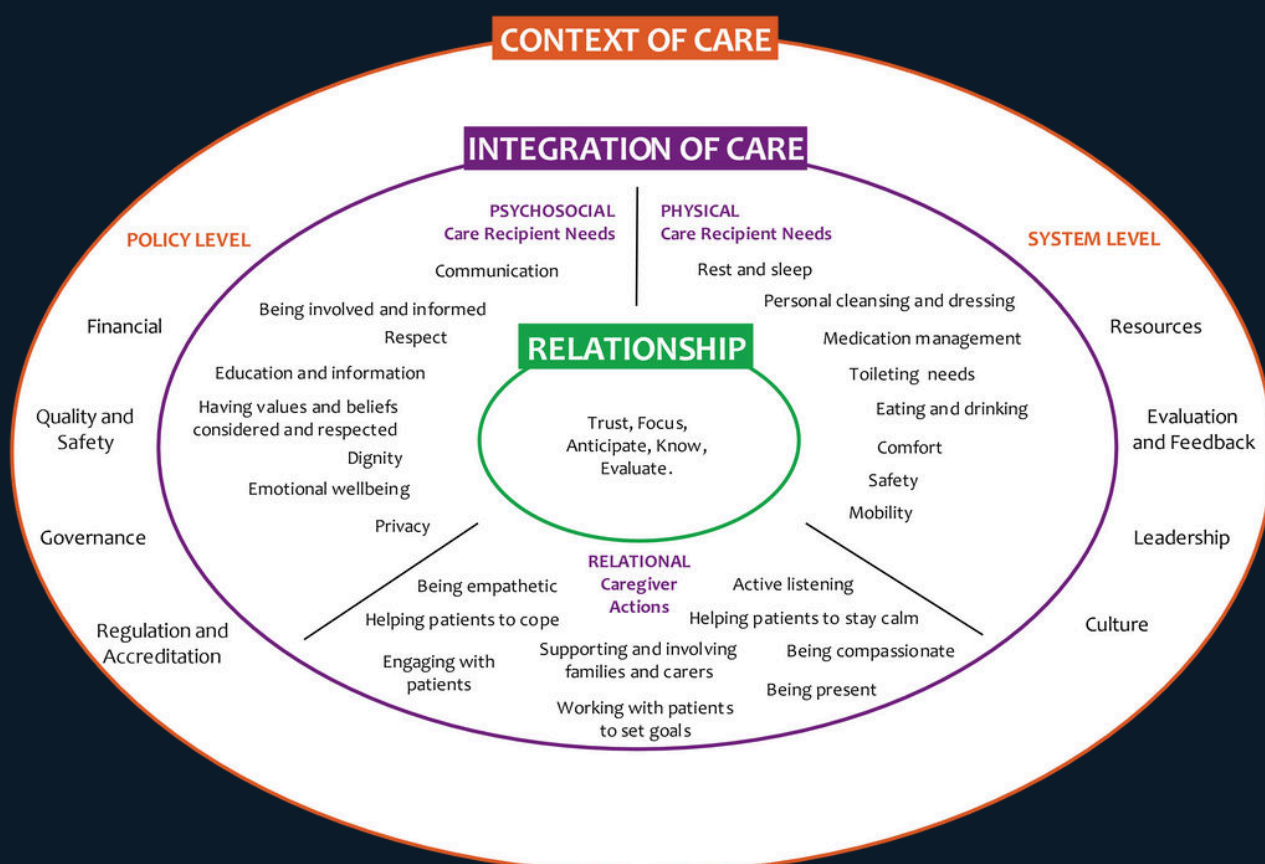 CONTEXT OF CARE
INTEGRATION OF CARE
PSYCHOSOCIAL
Care Recipient Needs
PHYSICAL
Care Recipient Needs
POLICY LEVEL
SYSTEM LEVEL
Communication
Being involved and informed
Respect
Education and information
Having values and beliefs
considered and respected
Dignity
Emotional wellbeing
Privacy
Rest and sleep
Personal cleansing and dressing
Medication management
Toileting needs
Eating and drinking
Comfort
Safety
Mobility
Financial
Quality and
Safety
Governance
Regulation and
Accreditation
Resources
Evaluation
and Feedback
Leadership
Culture
RELATIONSHIP
Trust, Focus,
Anticipate, Know,
Evaluate.
RELATIONAL
Caregiver
Actions
Being empathetic
Helping patients to cope
Engaging with
patients
Supporting and involving
families and carers
Working with patients
to set goals
Active listening
Helping patients to stay calm
Being compassionate
Being present